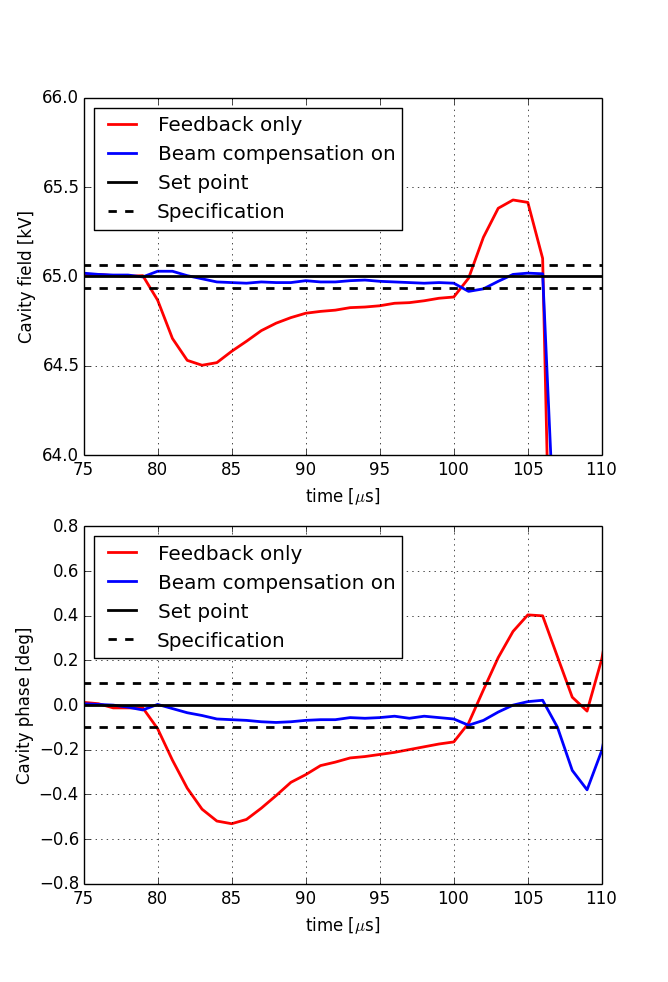 66.0
65.5
65.0
64.5
64.0
Cavity field [kV]
Feedback only
Beam compensation on
Set point
Specification
75 80 85 90 95 100 105 110
time [μs]
0.8
0.6
0.4
0.2
0.0
−0.2
−0.4
−0.6
−0.8
Cavity phase [deg]
Feedback only
Beam compensation on
Set point
Specification
75 80 85 90 95 100 105 110
time [μs]